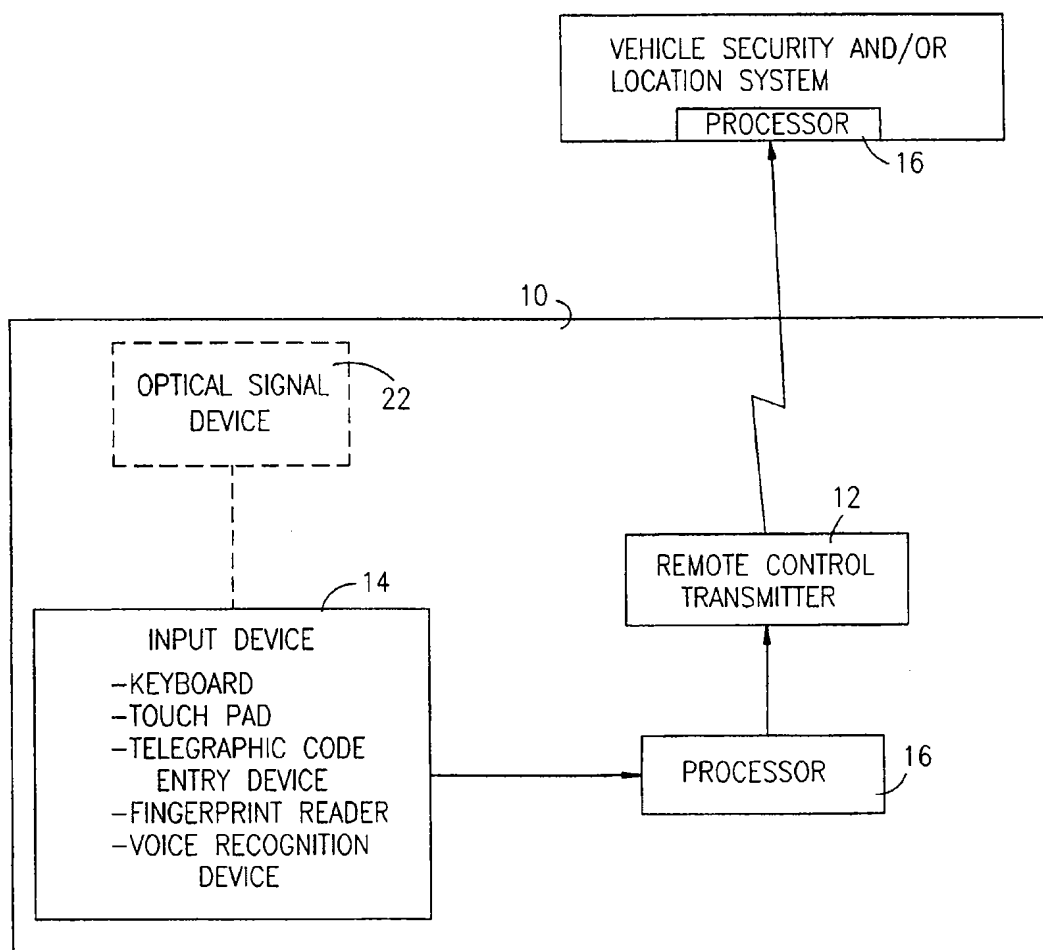 VEHICLE SECURITY AND/OR
LOCATION SYSTEM
PROCESSOR
16
10
OPTICAL SIGNAL
DEVICE
22
12
REMOTE CONTROL
TRANSMITTER
14
INPUT DEVICE
-KEYBOARD
-TOUCH PAD
-TELEGRAPHIC CODE
ENTRY DEVICE
-FINGERPRINT READER
-VOICE RECOGNITION
DEVICE
PROCESSOR
16